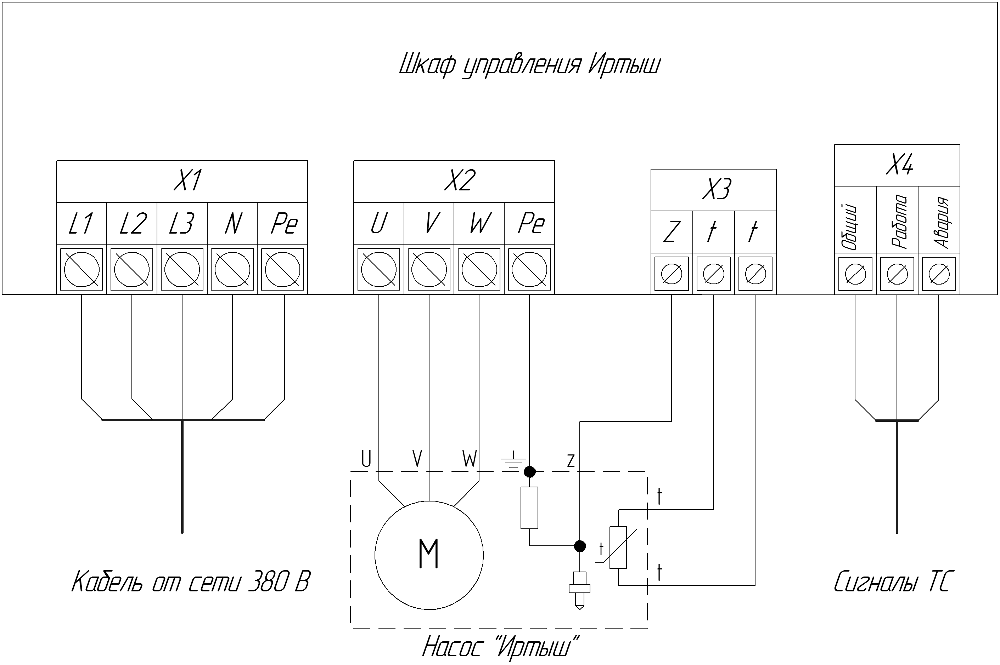 Шкаф управления Иртыш
X1
L1 L2 L3 N Pe
X2
U V W Pe
X3
Z t t
X4
Общий
Работа
Авария
U V W Z
t
t
t
M
Кабель от сети 380 В
Сигналы ТС
Насос "Иртыш"